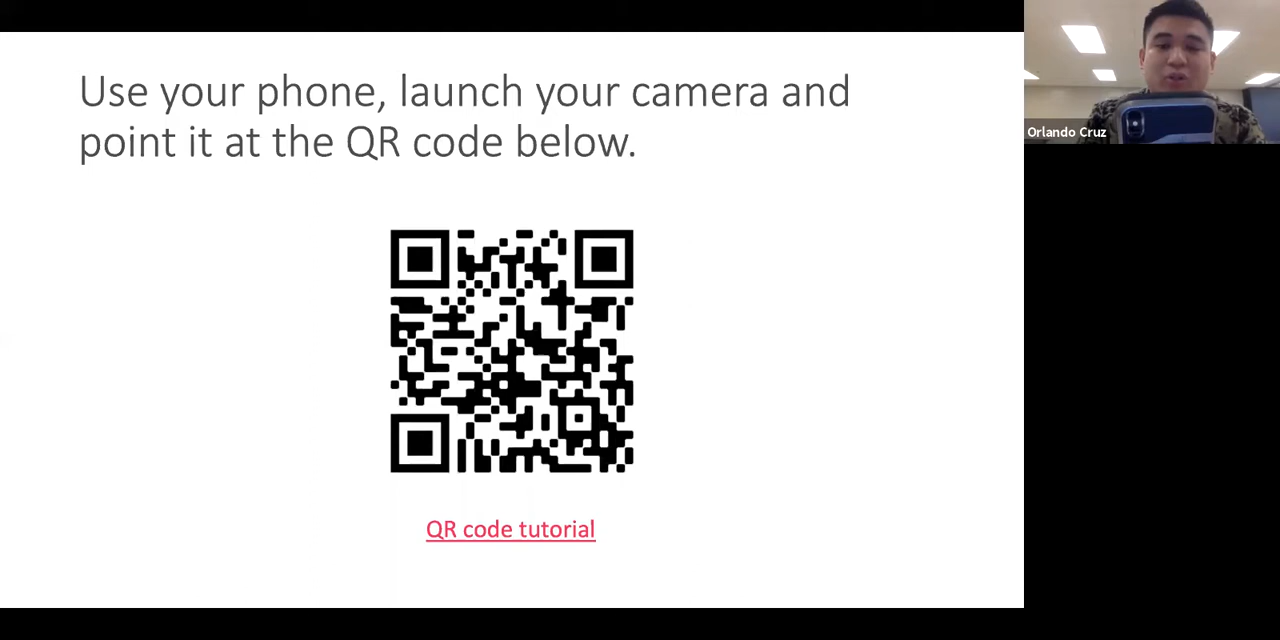 Use your phone, launch your camera and
point it at the QR code below.
Orlando Cruz
QR code tutorial